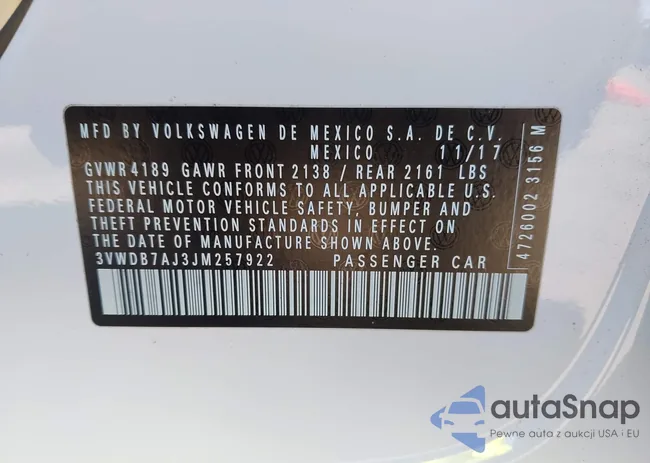 MFD BY VOLKSWAGEN DE MEXICO S.A. DE C.V.
MEXICO 11/17
GVWR 4189 GAWR FRONT 2138 / REAR 2161 LBS
THIS VEHICLE CONFORMS TO ALL APPLICABLE U.S.
FEDERAL MOTOR VEHICLE SAFETY, BUMPER AND
THEFT PREVENTION STANDARDS IN EFFECT ON
THE DATE OF MANUFACTURE SHOWN ABOVE.
3VWDB7AJ3JM257922 PASSENGER CAR
4726002 3156 M
autaSnap
Pewne auta z aukcji USA i EU